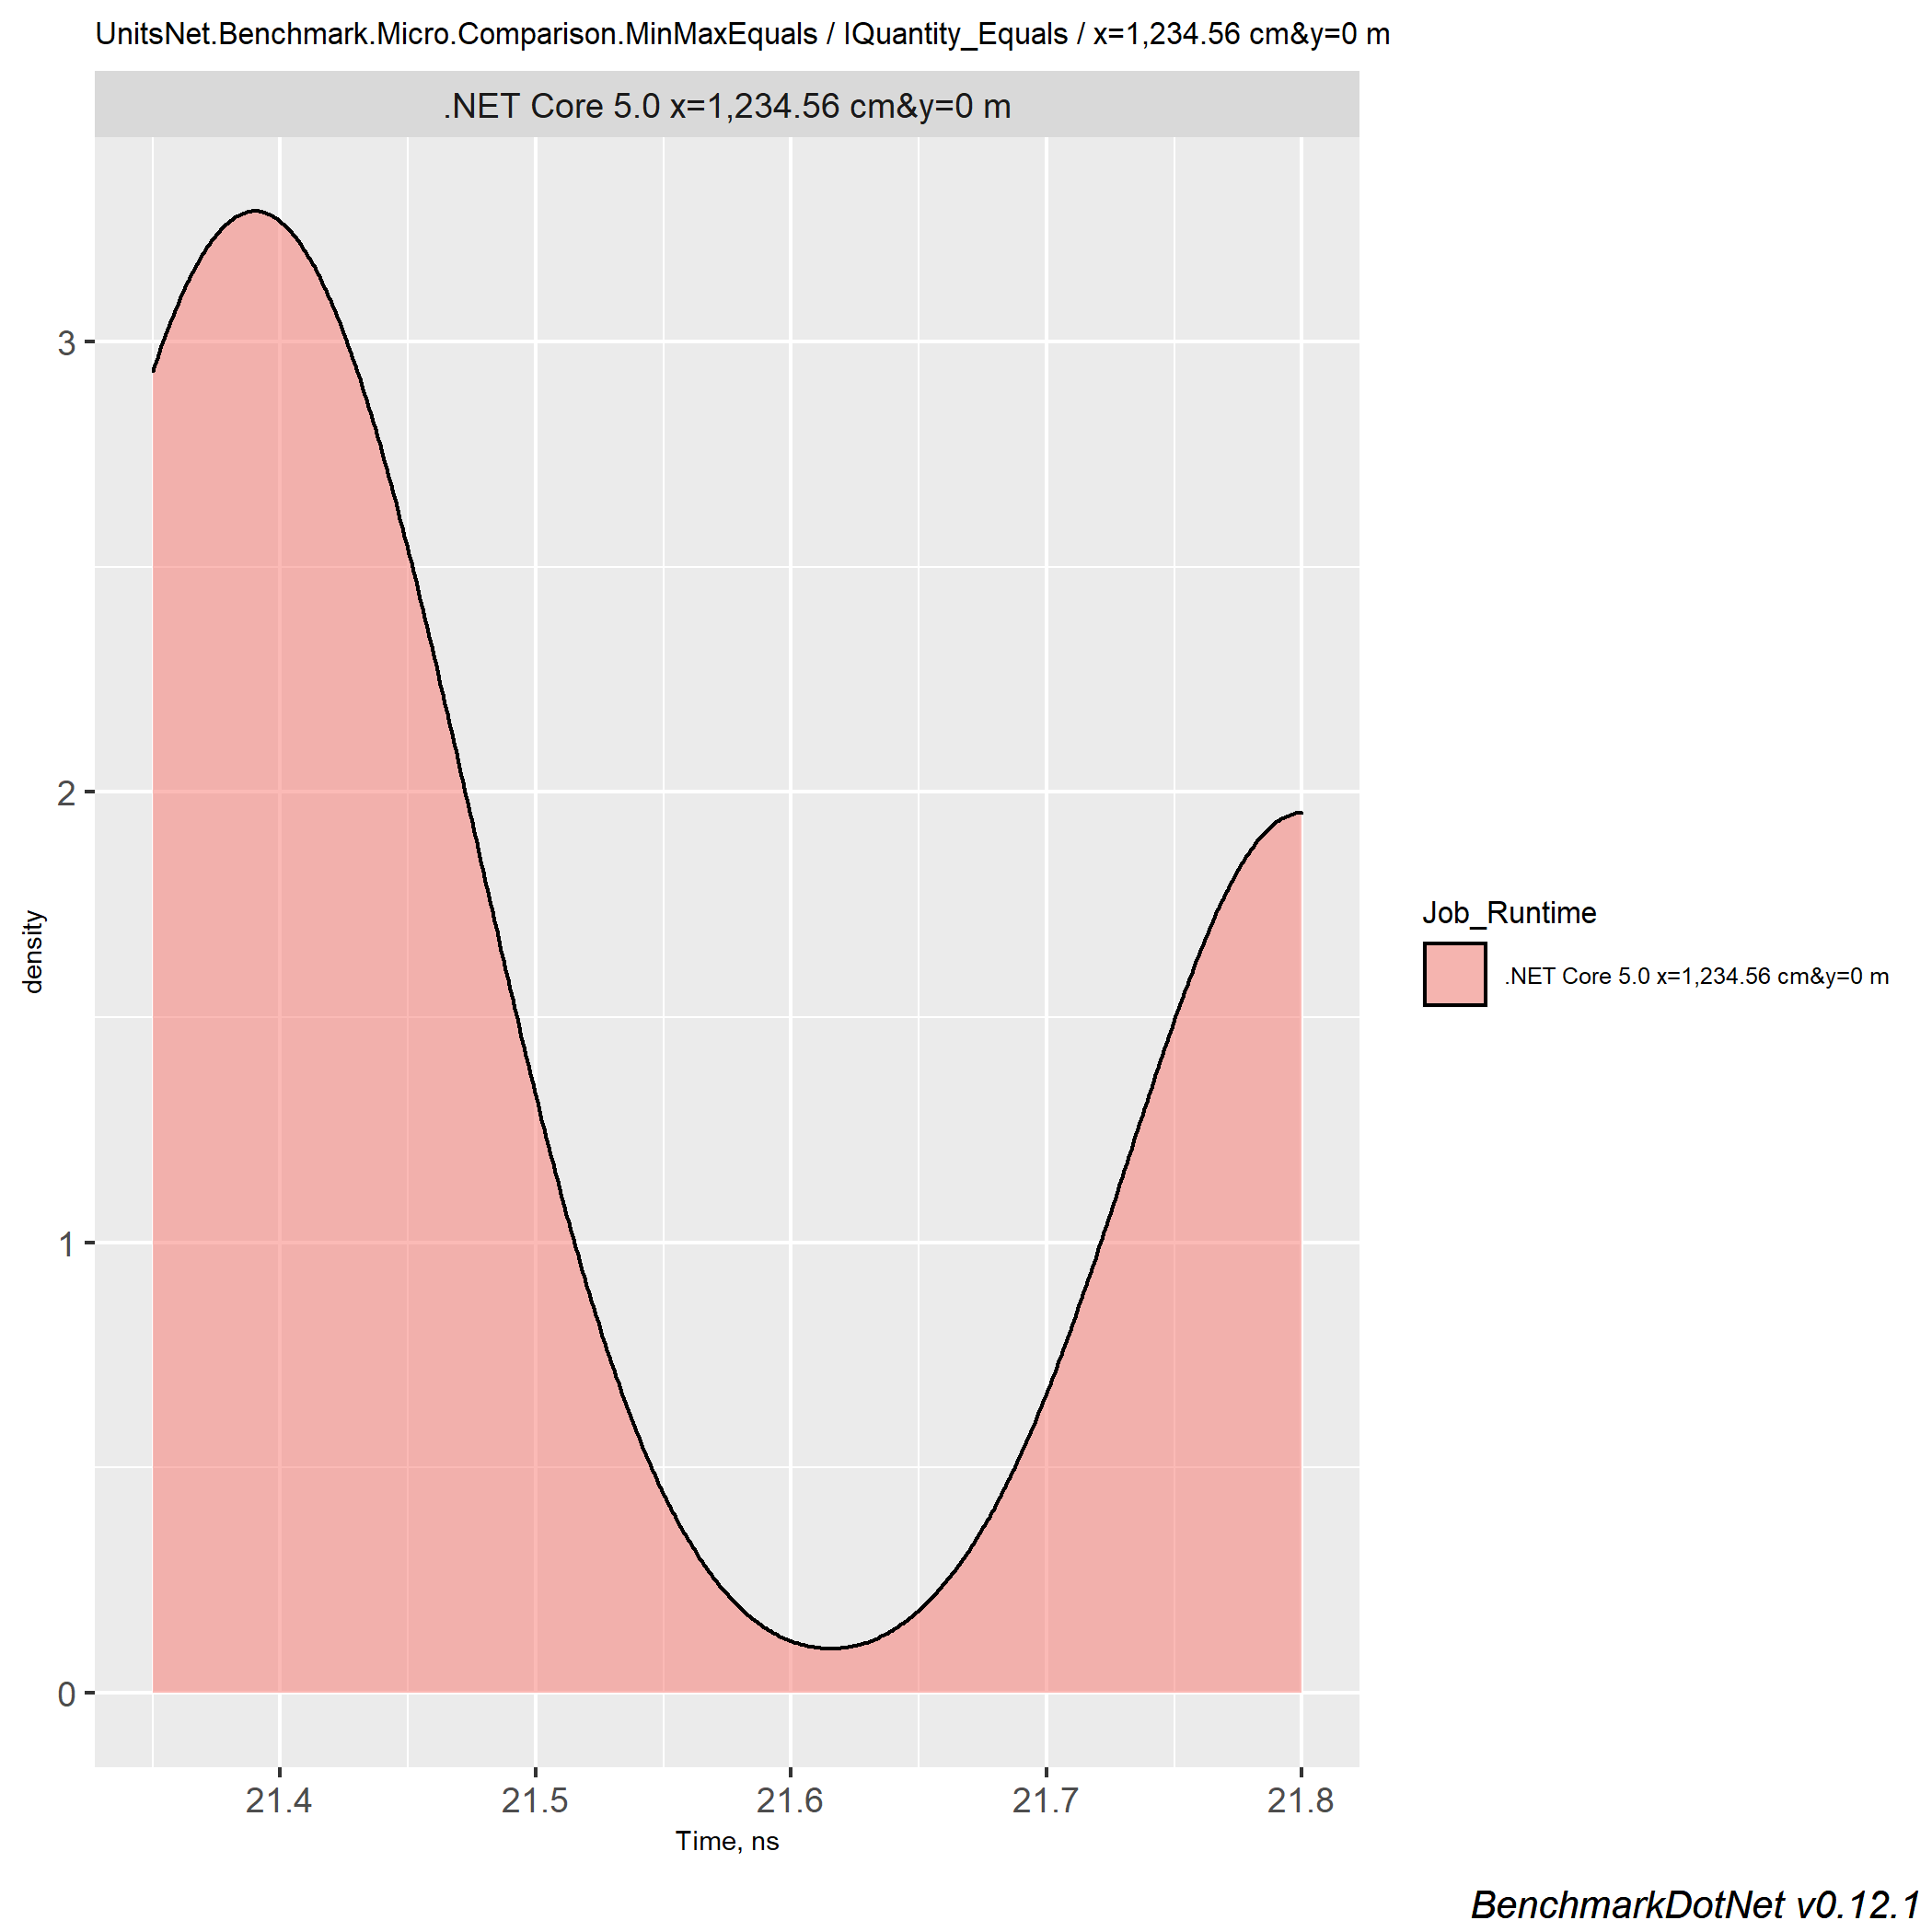 UnitsNet.Benchmark.Micro.Comparison.MinMaxEquals / IQuantity_Equals / x=1,234.56 cm&y=0 m
.NET Core 5.0 x=1,234.56 cm&y=0 m
3
2
1
0
density
21.4 21.5 21.6 21.7 21.8
Time, ns
Job_Runtime
.NET Core 5.0 x=1,234.56 cm&y=0 m
BenchmarkDotNet v0.12.1